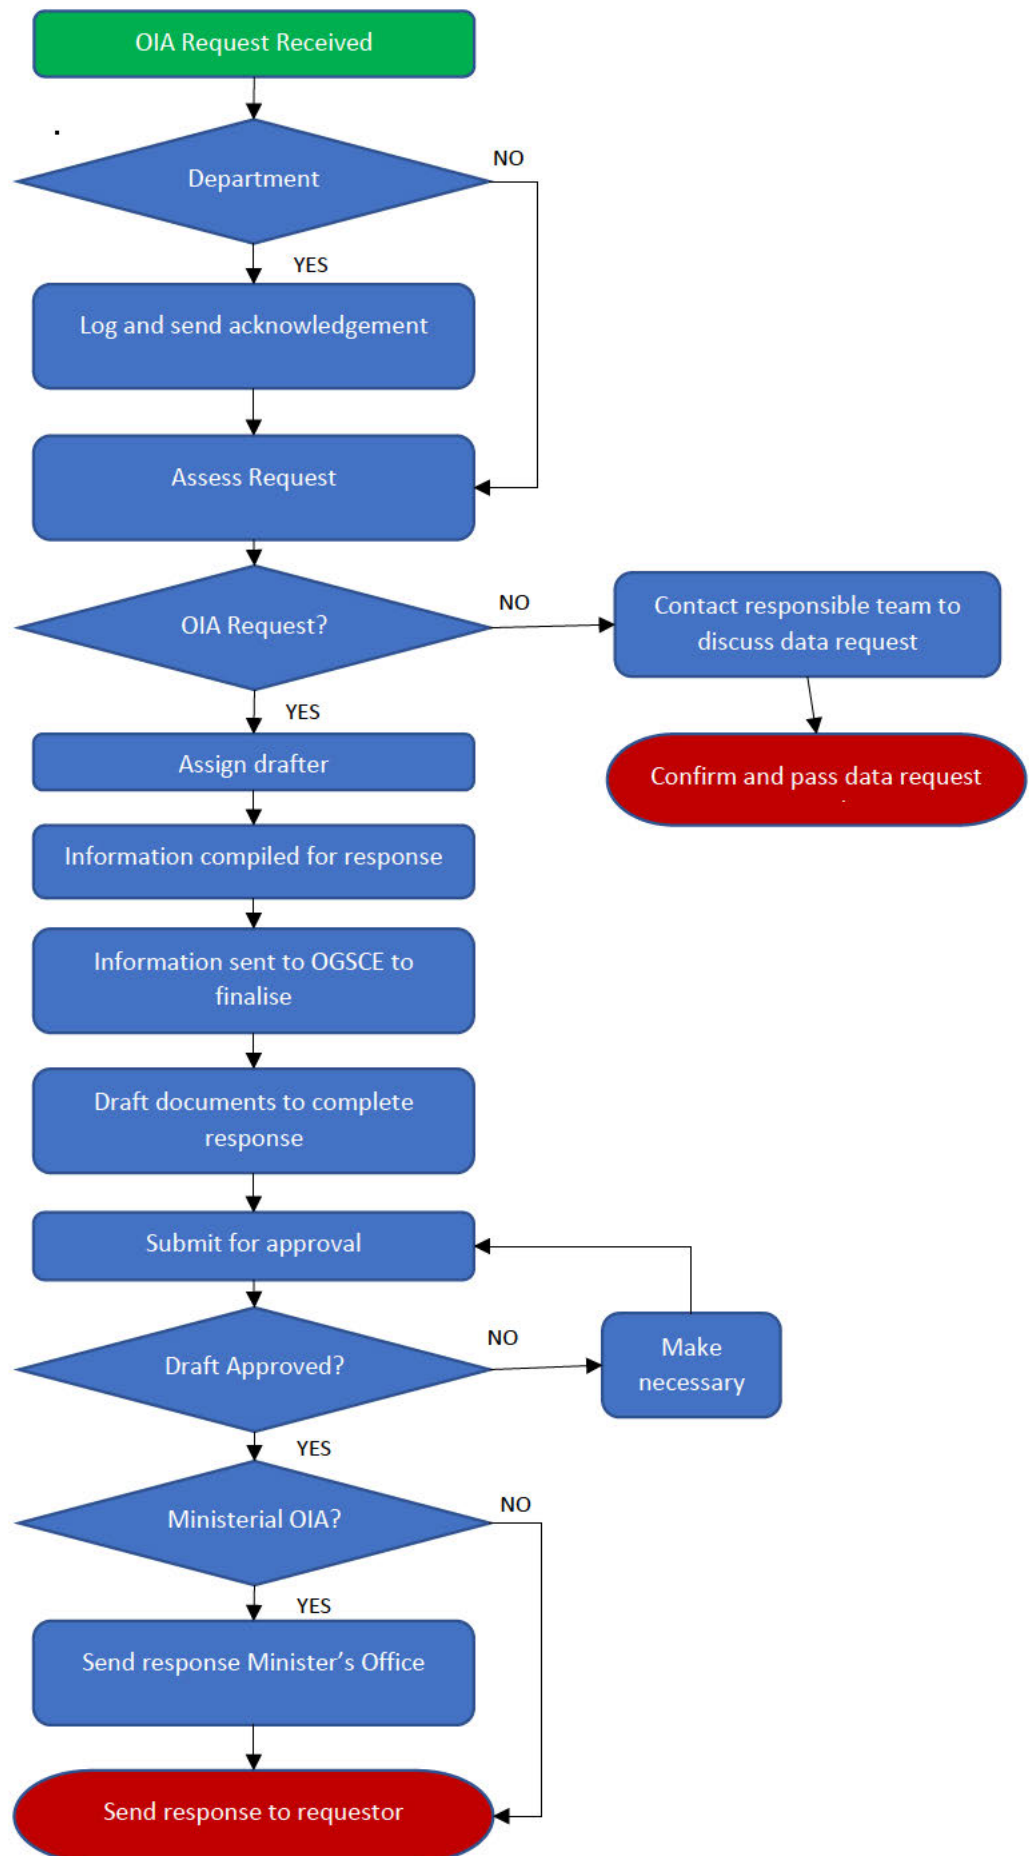 OIA Request Received
Department
NO
YES
Log and send acknowledgement
Assess Request
OIA Request?
NO
Contact responsible team to
discuss data request
YES
Assign drafter
Confirm and pass data request
Information compiled for response
Information sent to OGSCE to
finalise
Draft documents to complete
response
Submit for approval
Draft Approved?
NO
Make
necessary
YES
Ministerial OIA?
NO
YES
Send response Minister's Office
Send response to requestor